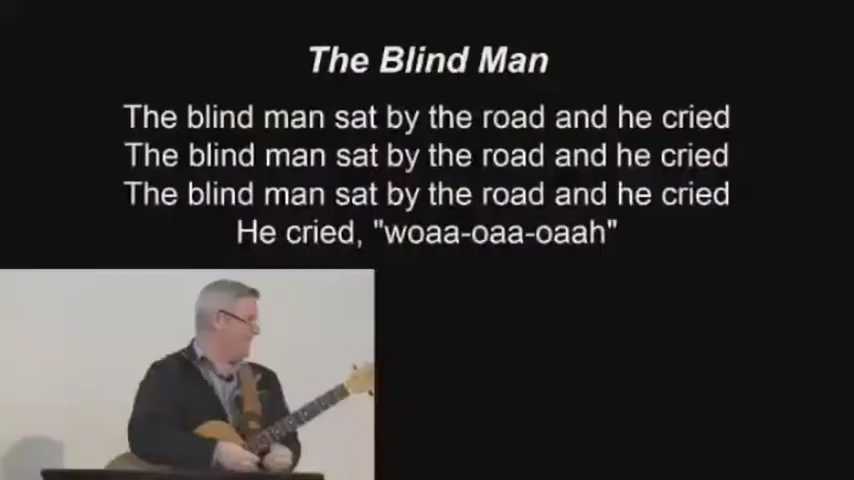 The Blind Man
The blind man sat by the road and he cried
The blind man sat by the road and he cried
The blind man sat by the road and he cried
He cried, "woaa-oaa-oaah"